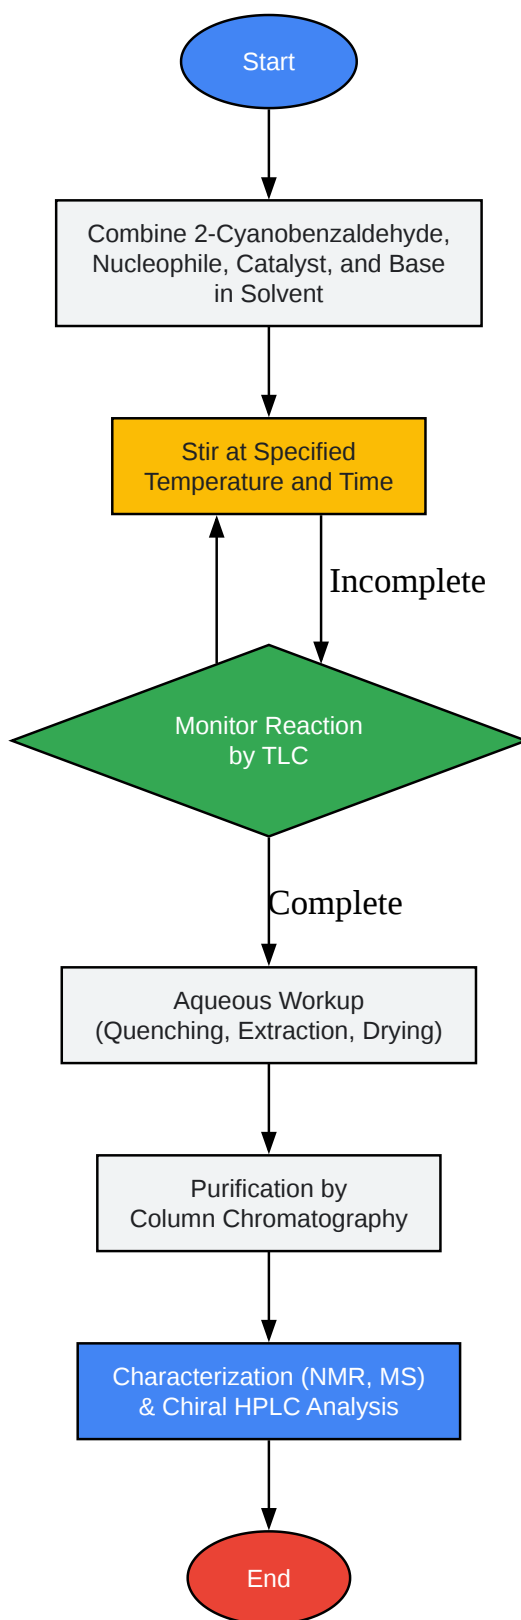 Start
Combine 2-Cyanobenzaldehyde,
Nucleophile, Catalyst, and Base
in Solvent
Stir at Specified
Temperature and Time
Incomplete
Monitor Reaction
by TLC
Complete
Aqueous Workup
(Quenching, Extraction, Drying)
Purification by
Column Chromatography
Characterization (NMR, MS)
& Chiral HPLC Analysis
End